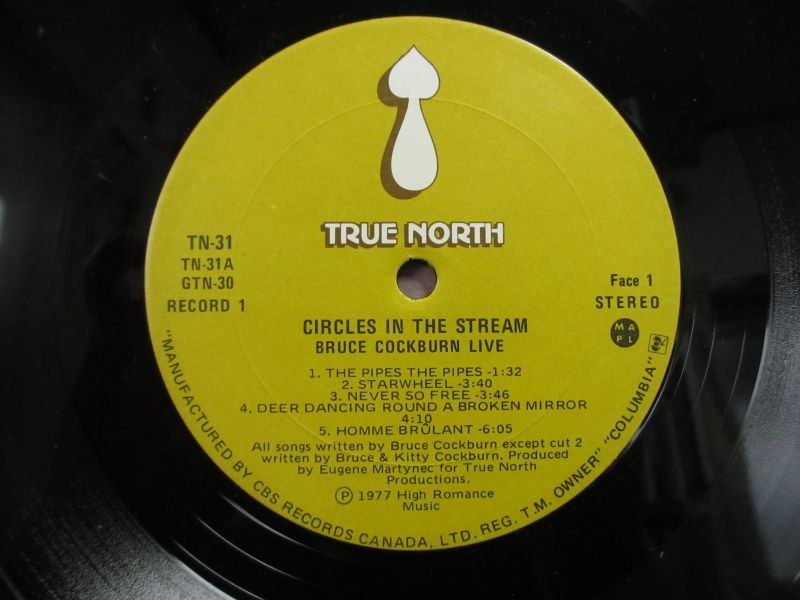 TRUE NORTH
TN-31
TN-31A
GTN-30
RECORD 1
Face 1
STEREO
M A
P L
CIRCLES IN THE STREAM
BRUCE COCKBURN LIVE
1. THE PIPES THE PIPES -1:32
2. STARWHEEL -3:40
3. NEVER SO FREE -3:46
4. DEER DANCING ROUND A BROKEN MIRROR
4:10
5. HOMME BRÛLANT -6:05
All songs written by Bruce Cockburn except cut 2
written by Bruce & Kitty Cockburn. Produced
by Eugene Martynec for True North
Productions.
Ⓟ 1977 High Romance
Music
"MANUFACTURED BY CBS RECORDS CANADA, LTD. REG. T.M. OWNER" "COLUMBIA"